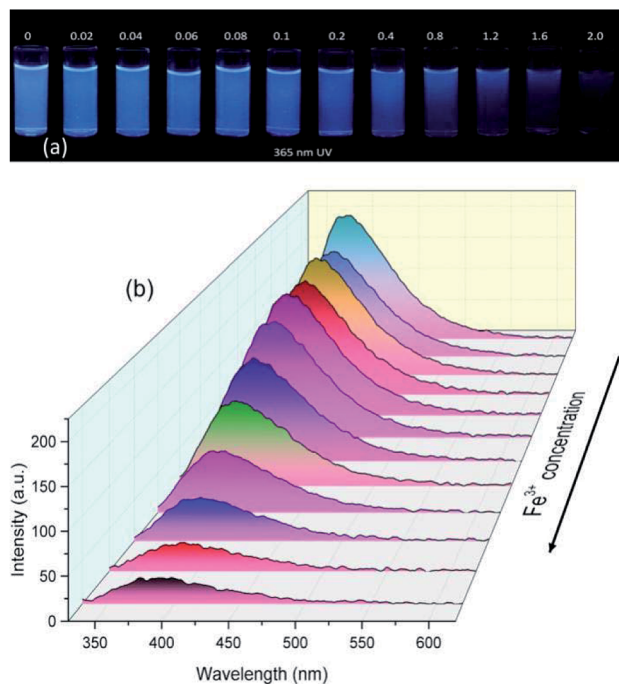 0 0.02 0.04 0.06 0.08 0.1 0.2 0.4 0.8 1.2 1.6 2.0
(a)
365 nm UV
(b)
200
150
100
50
0
Intensity (a.u.)
350 400 450 500 550 600
Wavelength (nm)
Fe³⁺ concentration